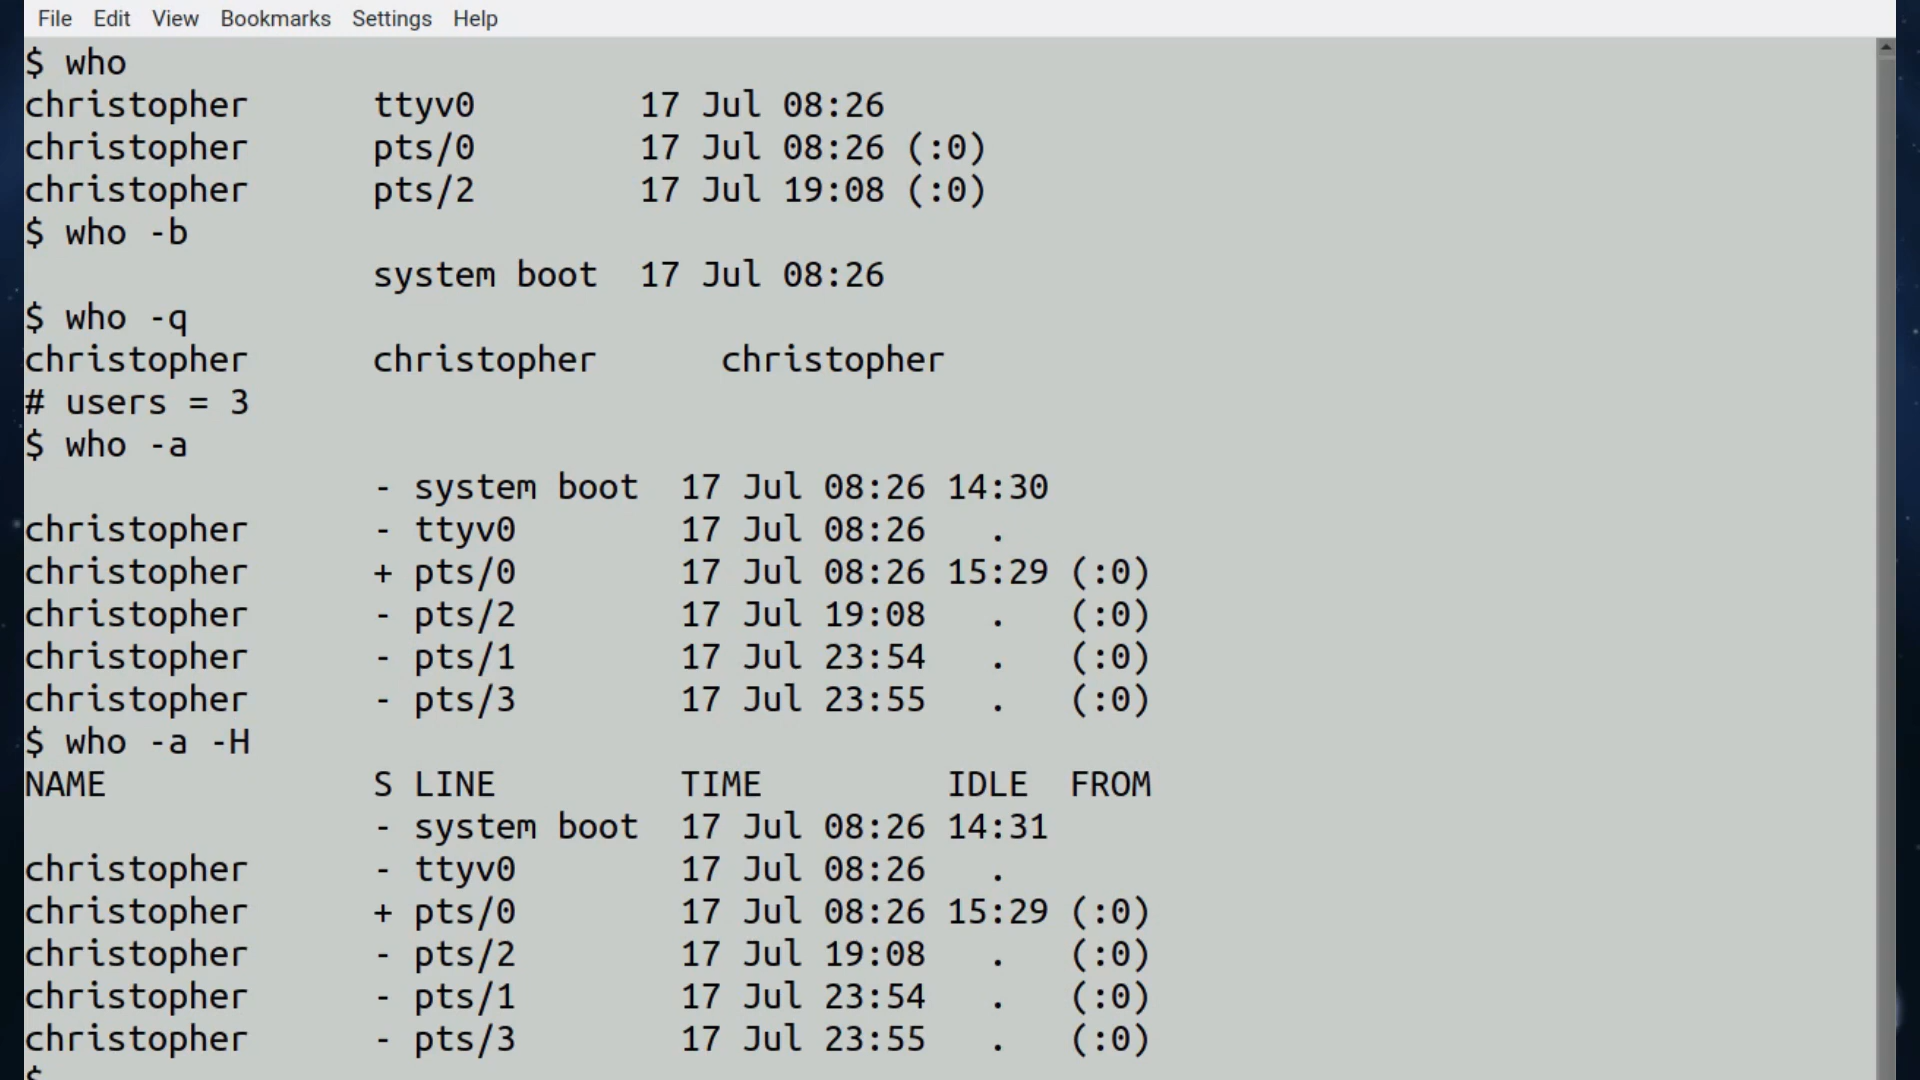 File Edit View Bookmarks Settings Help
$ who
christopher      ttyv0        17 Jul 08:26
christopher      pts/0        17 Jul 08:26 (:0)
christopher      pts/2        17 Jul 19:08 (:0)
$ who -b
                 system boot  17 Jul 08:26
$ who -q
christopher      christopher      christopher
# users = 3
$ who -a
                 - system boot  17 Jul 08:26 14:30
christopher      - ttyv0        17 Jul 08:26   .
christopher      + pts/0        17 Jul 08:26 15:29 (:0)
christopher      - pts/2        17 Jul 19:08   .   (:0)
christopher      - pts/1        17 Jul 23:54   .   (:0)
christopher      - pts/3        17 Jul 23:55   .   (:0)
$ who -a -H
NAME             S LINE         TIME         IDLE  FROM
                 - system boot  17 Jul 08:26 14:31
christopher      - ttyv0        17 Jul 08:26   .
christopher      + pts/0        17 Jul 08:26 15:29 (:0)
christopher      - pts/2        17 Jul 19:08   .   (:0)
christopher      - pts/1        17 Jul 23:54   .   (:0)
christopher      - pts/3        17 Jul 23:55   .   (:0)
$